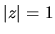 |z| = 1